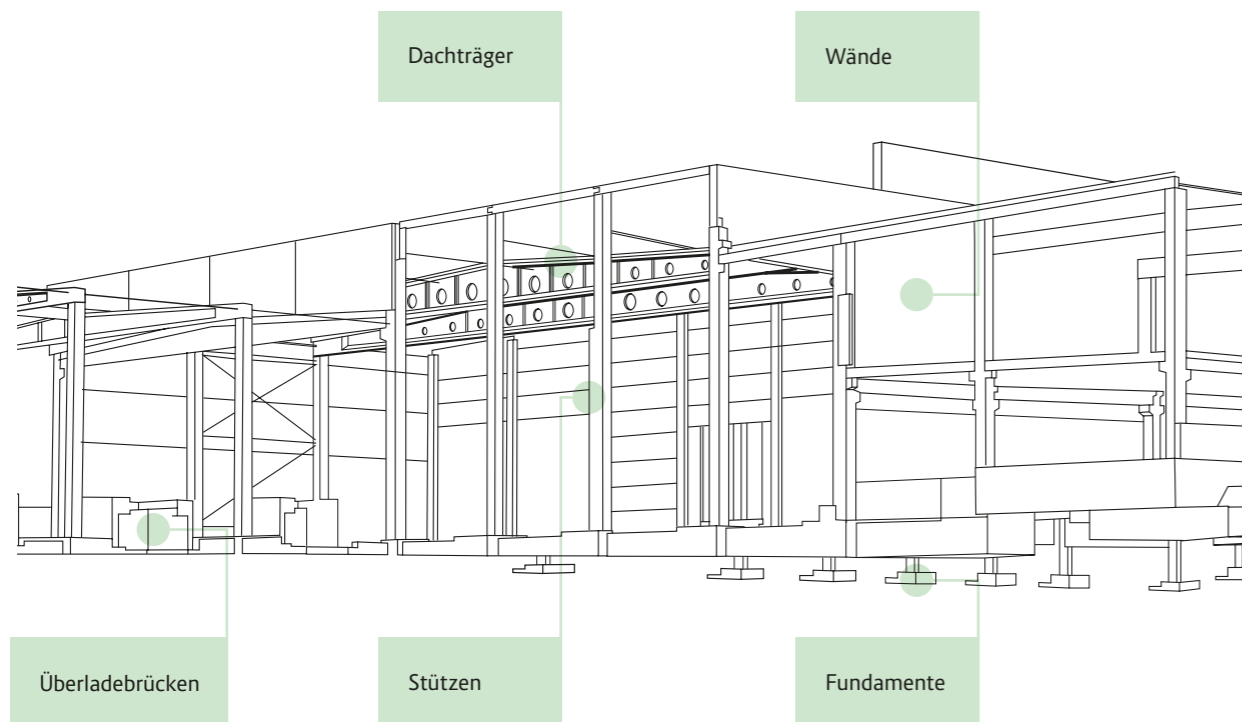 Dachträger
Wände
Überladebrücken
Stützen
Fundamente